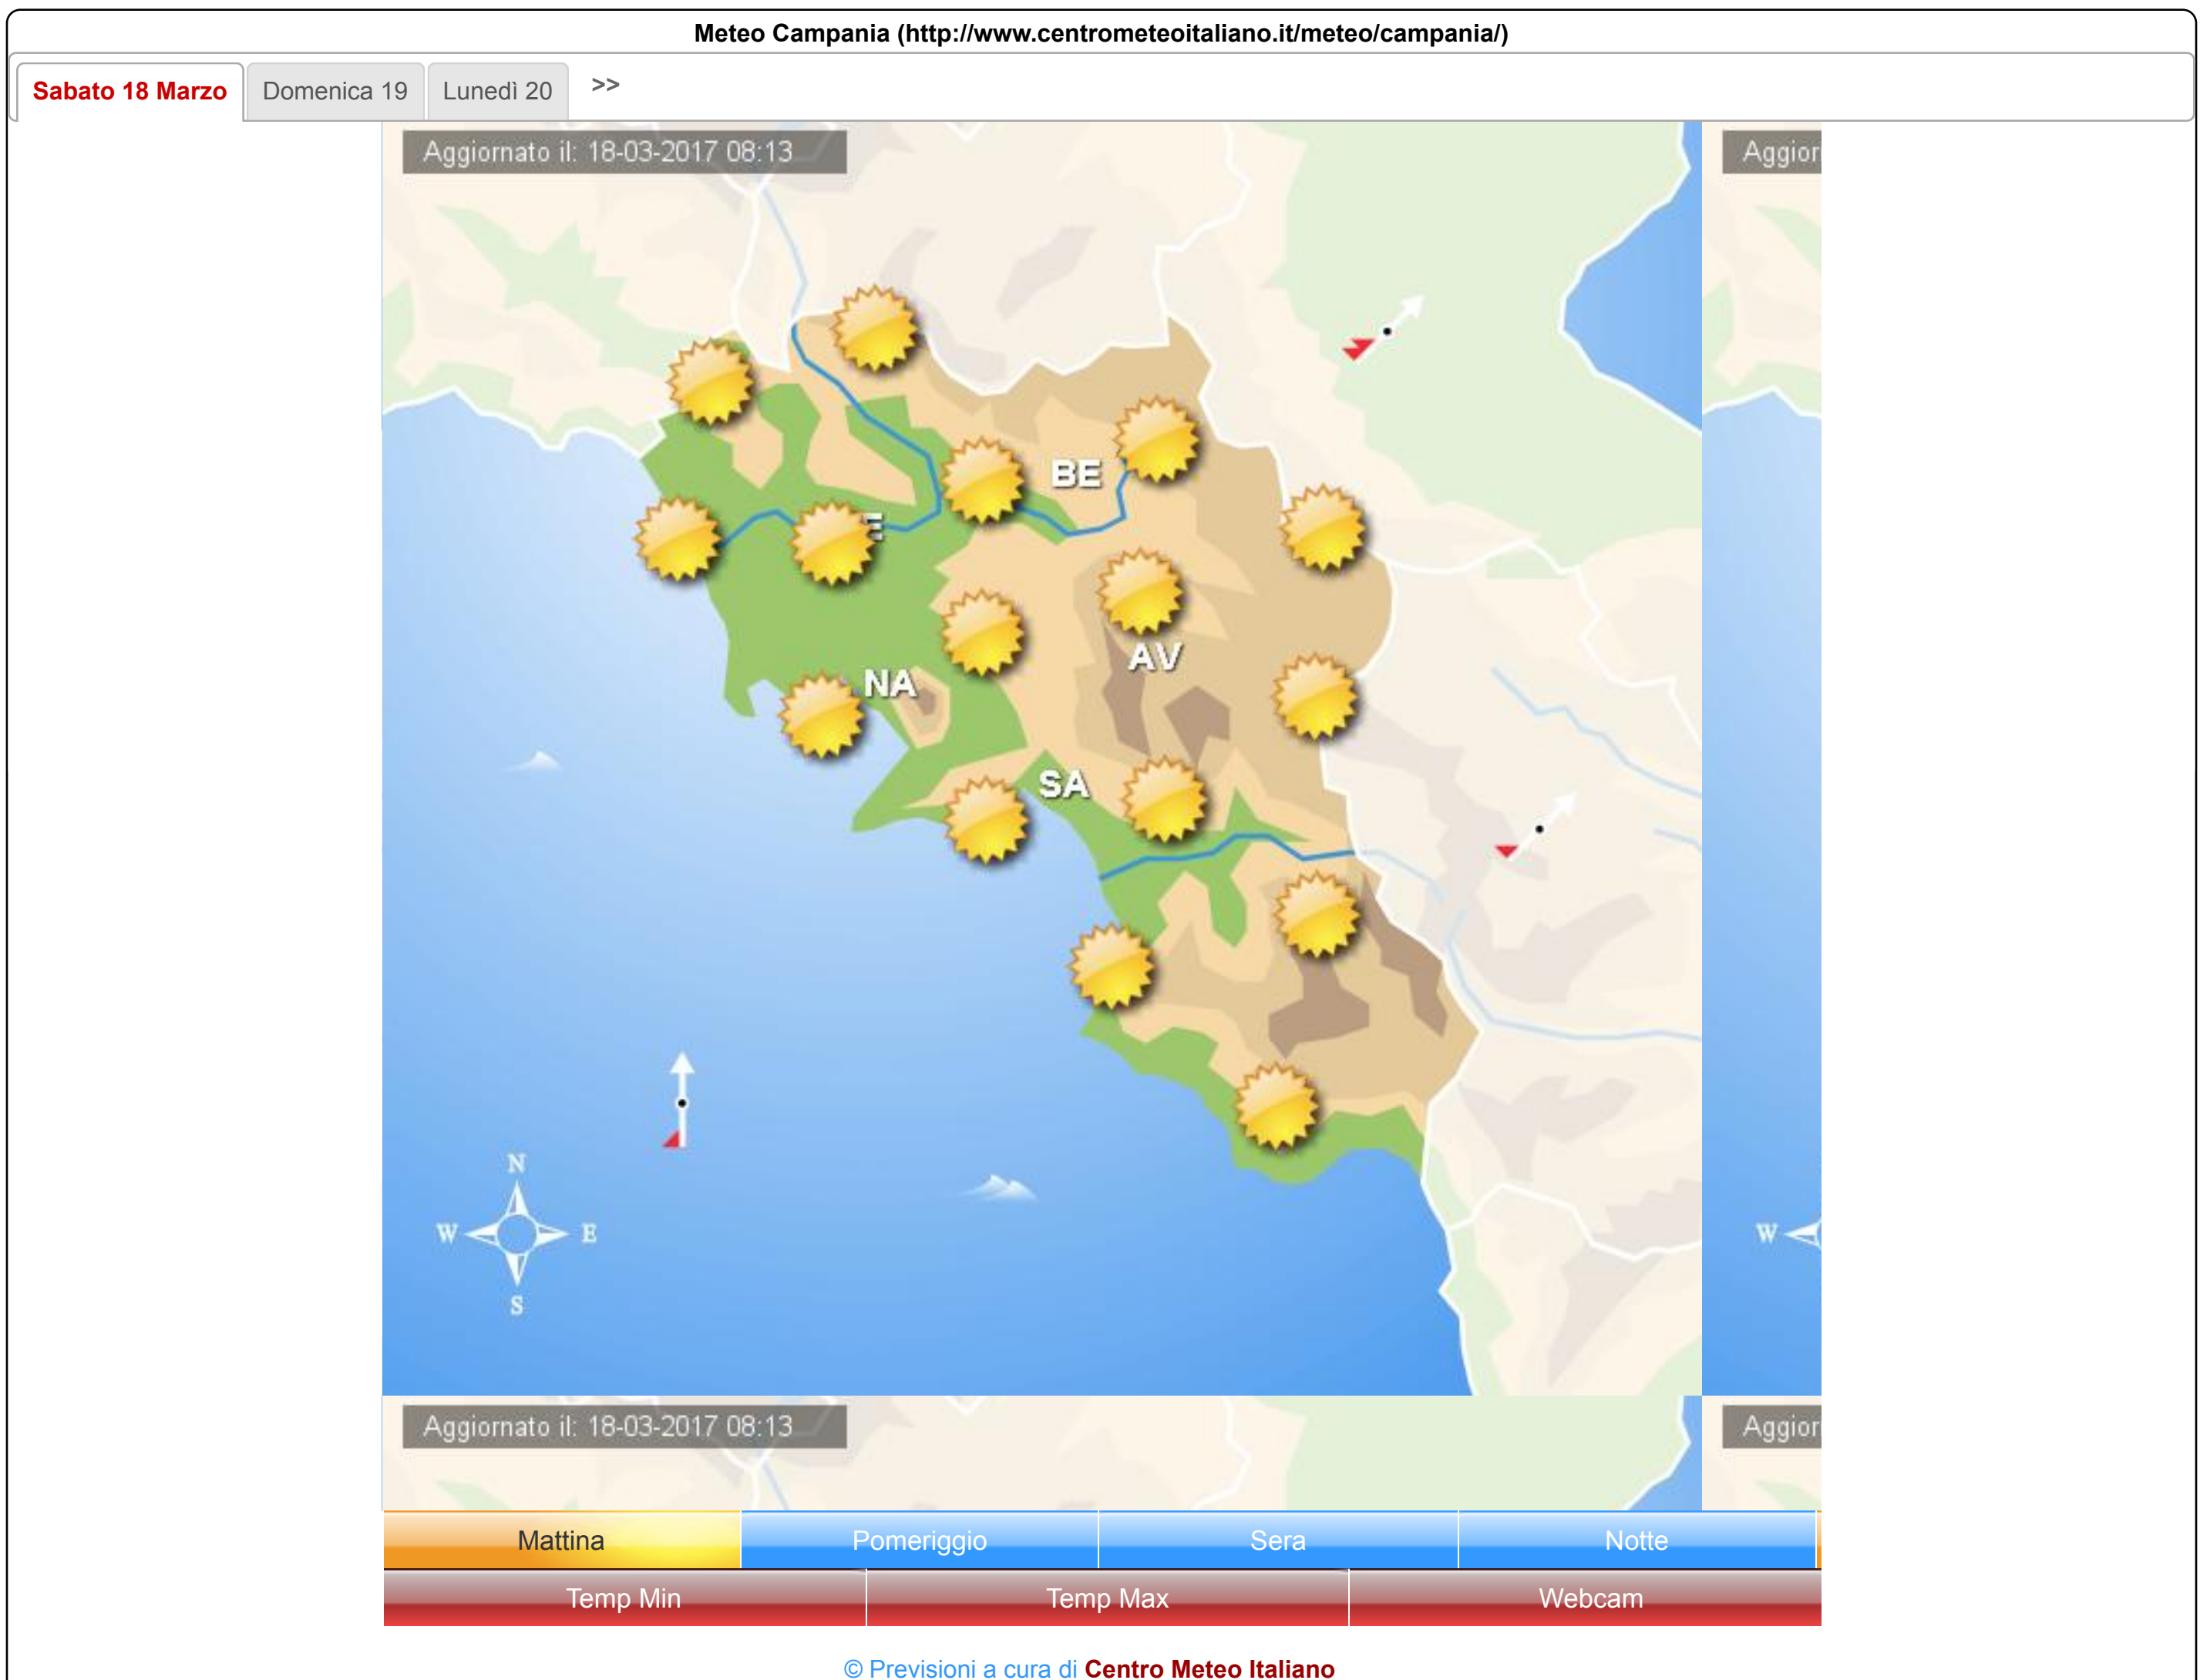 Meteo Campania (http://www.centrometeoitaliano.it/meteo/campania/)
Sabato 18 Marzo Domenica 19 Lunedì 20 >>
Aggiornato il: 18-03-2017 08:13 Aggior
BE
E
AV
NA
SA
N
W E W
S
Aggiornato il: 18-03-2017 08:13 Aggior
Mattina Pomeriggio Sera Notte
Temp Min Temp Max Webcam
© Previsioni a cura di Centro Meteo Italiano